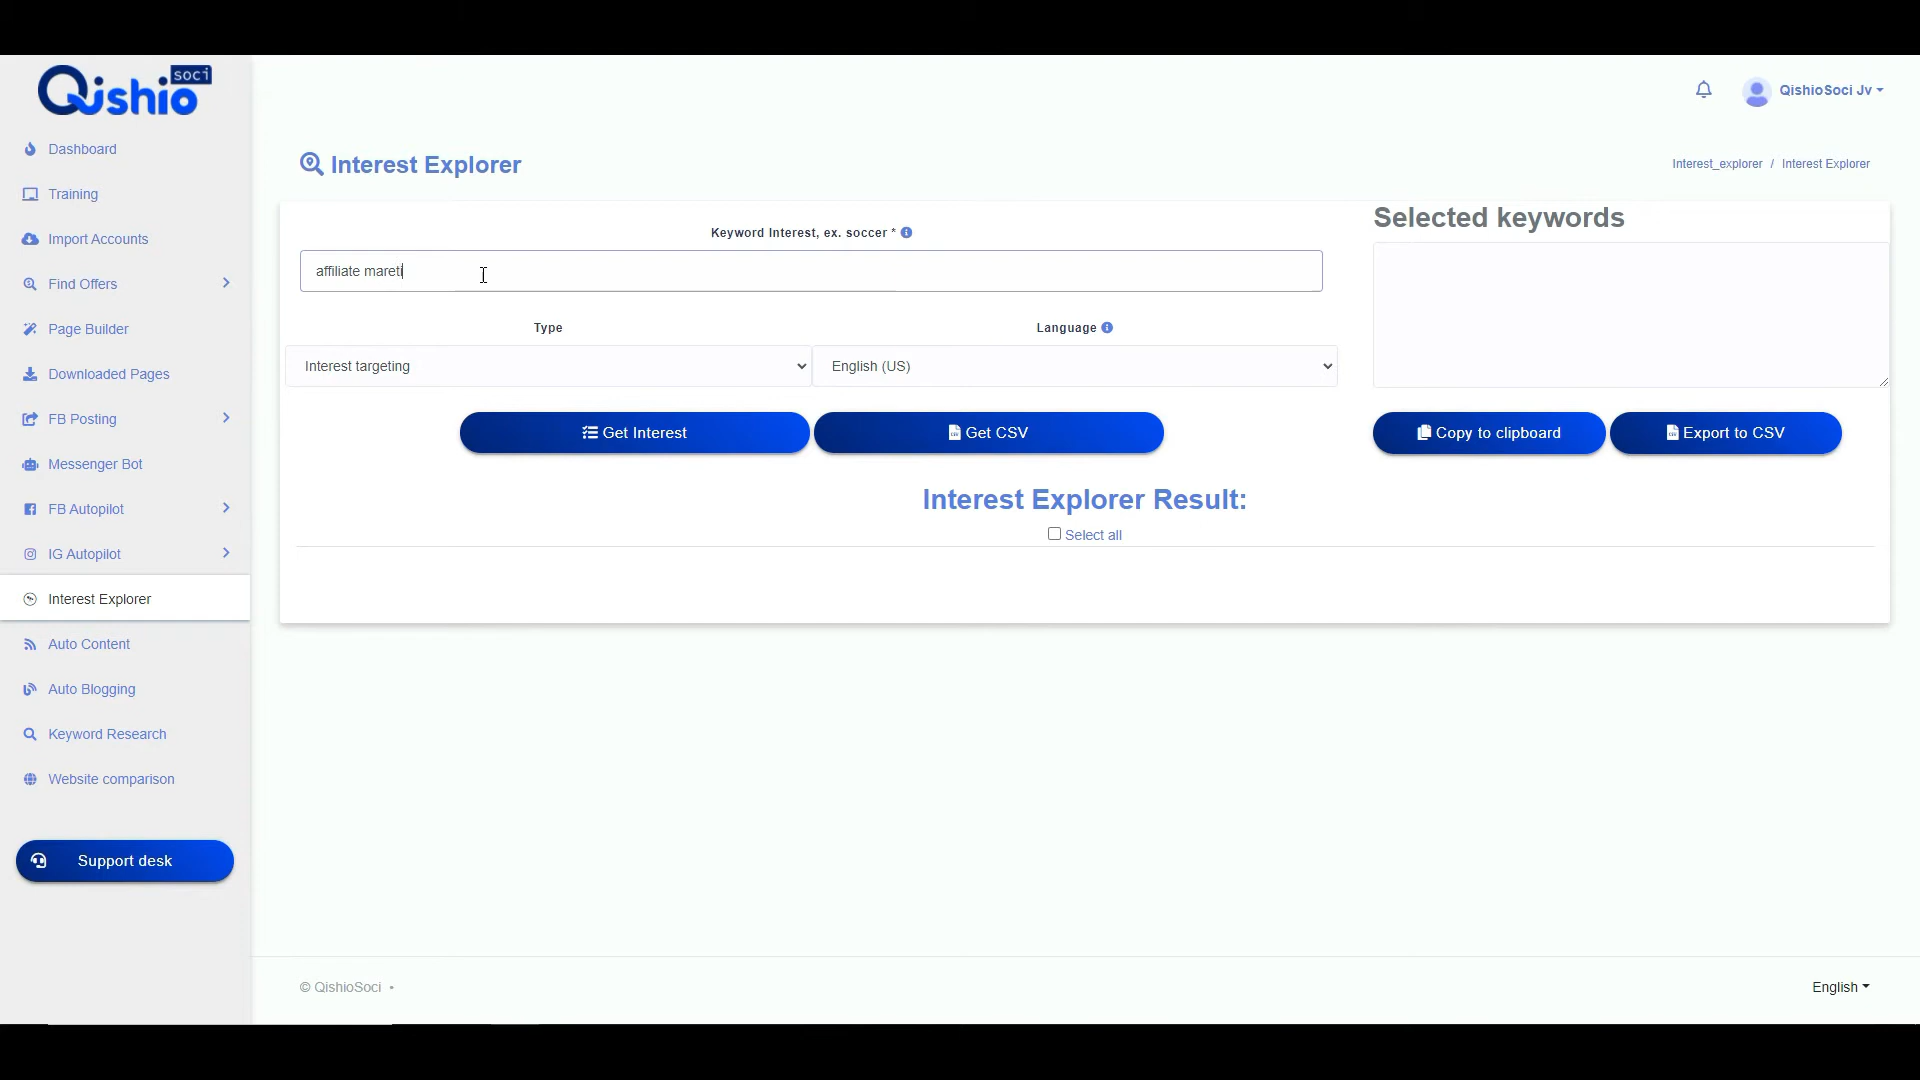 Qishio soci
QishioSoci Jv
Dashboard
Training
Import Accounts
Find Offers
Page Builder
Downloaded Pages
FB Posting
Messenger Bot
FB Autopilot
IG Autopilot
Interest Explorer
Auto Content
Auto Blogging
Keyword Research
Website comparison
Support desk
Interest Explorer
Interest_explorer / Interest Explorer
Keyword Interest, ex. soccer *
affiliate mareti
Type
Language
Interest targeting
English (US)
Get Interest
Get CSV
Selected keywords
Copy to clipboard
Export to CSV
Interest Explorer Result:
Select all
© QishioSoci •
English